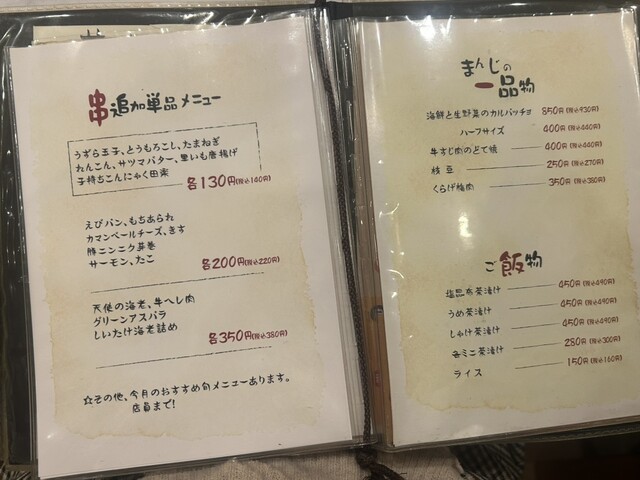 串追加単品メニュー
うずら玉子、とうもろこし、たまねぎ
れんこん、サツマバター、里いも唐揚げ
子持ちこんにゃく田楽
各130円(税込140円)
えびパン、もちあられ
カマンベールチーズ、きす
豚ニンニク芽巻
サーモン、たこ
各200円(税込220円)
天使の海老、牛ヘレ肉
グリーンアスパラ
しいたけ海老詰め
各350円(税込380円)
☆その他、今月のおすすめ旬メニューあります。
店員まで!
まんじの
一品物
海鮮と生野菜のカルパッチョ 850円(税込930円)
ハーフサイズ 400円(税込440円)
牛すじ肉のどて焼 400円(税込440円)
枝豆 250円(税込270円)
くらげ梅肉 350円(税込380円)
ご飯物
塩昆布茶漬け 450円(税込490円)
うめ茶漬け 450円(税込490円)
しゃけ茶漬け 450円(税込490円)
各ミニ茶漬け 280円(税込300円)
ライス 150円(税込160円)